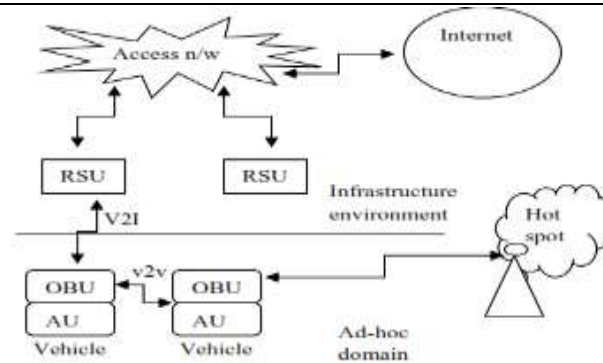 Internet
Access n/w
RSU
RSU
Infrastructure
environment
V2I
Hot
spot
v2v
OBU
OBU
AU
AU
Vehicle
Vehicle
Ad-hoc
domain